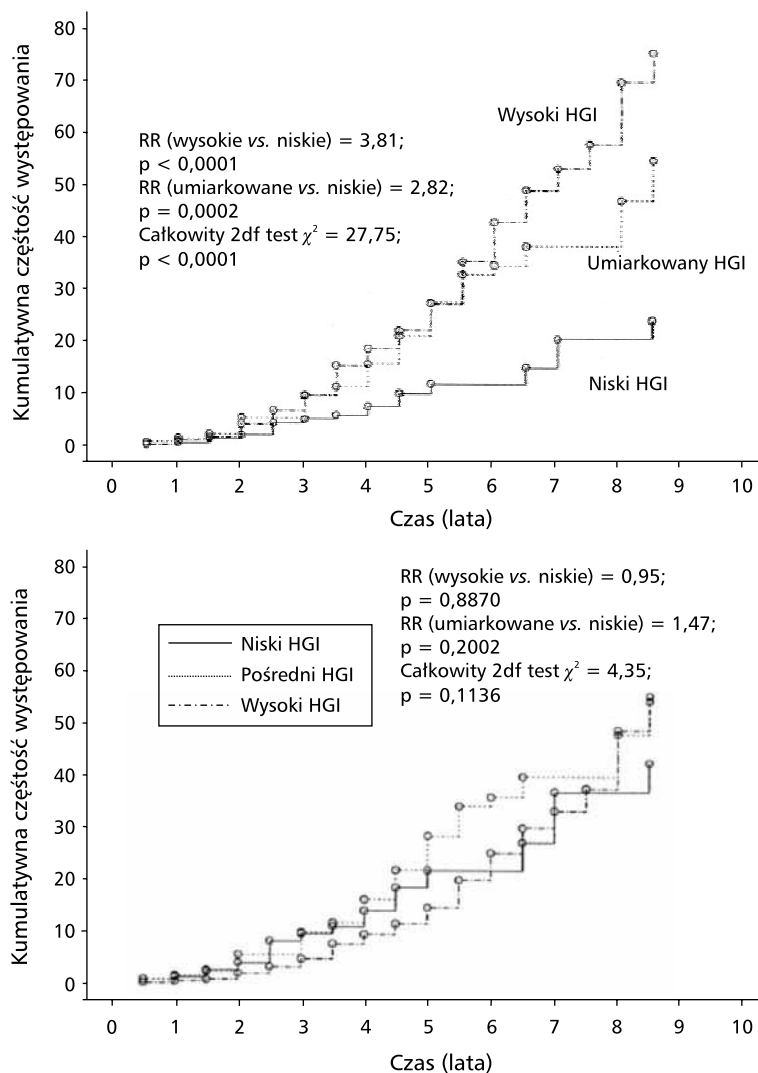 80
70
60
50
40
30
20
10
0
Kumulatywna częstość występowania
RR (wysokie vs. niskie) = 3,81;
p < 0,0001
RR (umiarkowane vs. niskie) = 2,82;
p = 0,0002
Całkowity 2df test χ² = 27,75;
p < 0,0001
Wysoki HGI
Umiarkowany HGI
Niski HGI
0 1 2 3 4 5 6 7 8 9 10
Czas (lata)
80
70
60
50
40
30
20
10
0
Kumulatywna częstość występowania
RR (wysokie vs. niskie) = 0,95;
p = 0,8870
RR (umiarkowane vs. niskie) = 1,47;
p = 0,2002
Całkowity 2df test χ² = 4,35;
p = 0,1136
Niski HGI
Pośredni HGI
Wysoki HGI
0 1 2 3 4 5 6 7 8 9 10
Czas (lata)